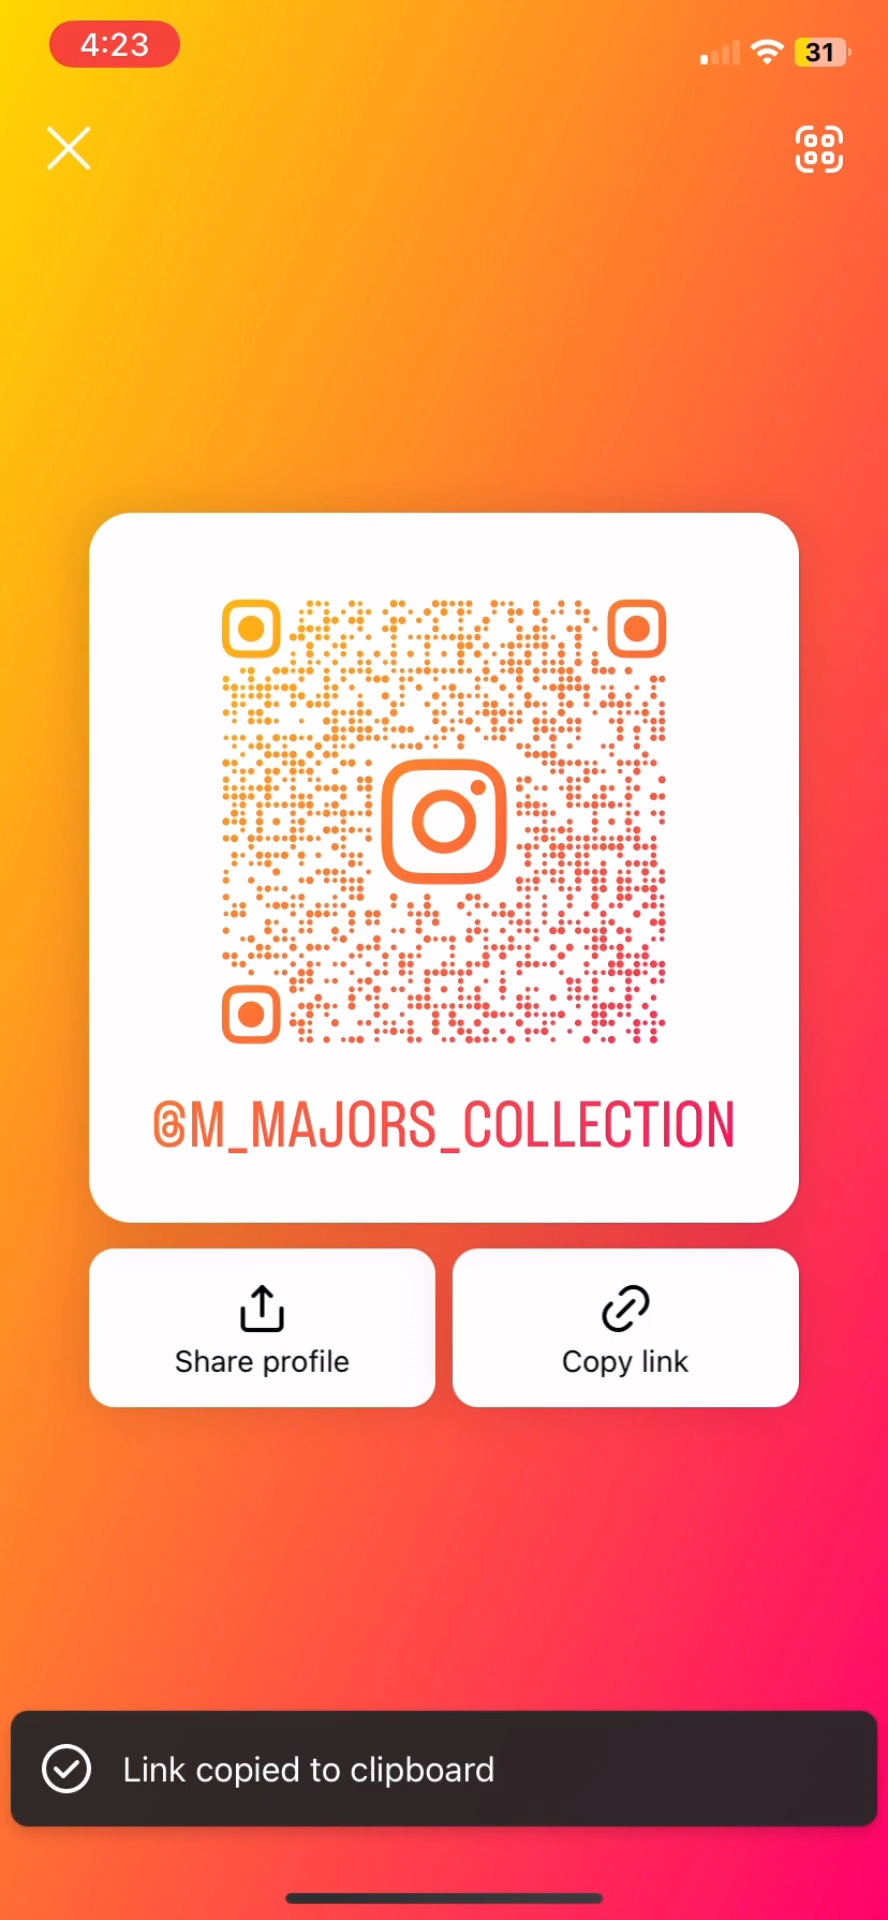 4:23
31
@M_MAJORS_COLLECTION
Share profile
Copy link
Link copied to clipboard